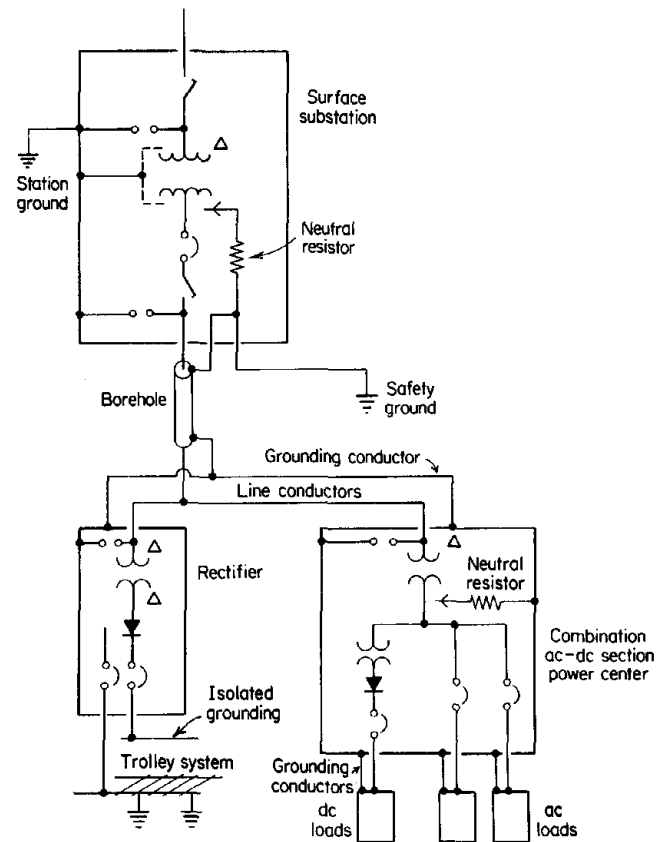 Surface
substation
Δ
Station
ground
Neutral
resistor
Borehole
Safety
ground
Grounding conductor
Line conductors
Δ
Δ
Rectifier
Δ
Neutral
resistor
Combination
ac-dc section
power center
Isolated
grounding
Trolley system
Grounding
conductors
dc
loads
ac
loads